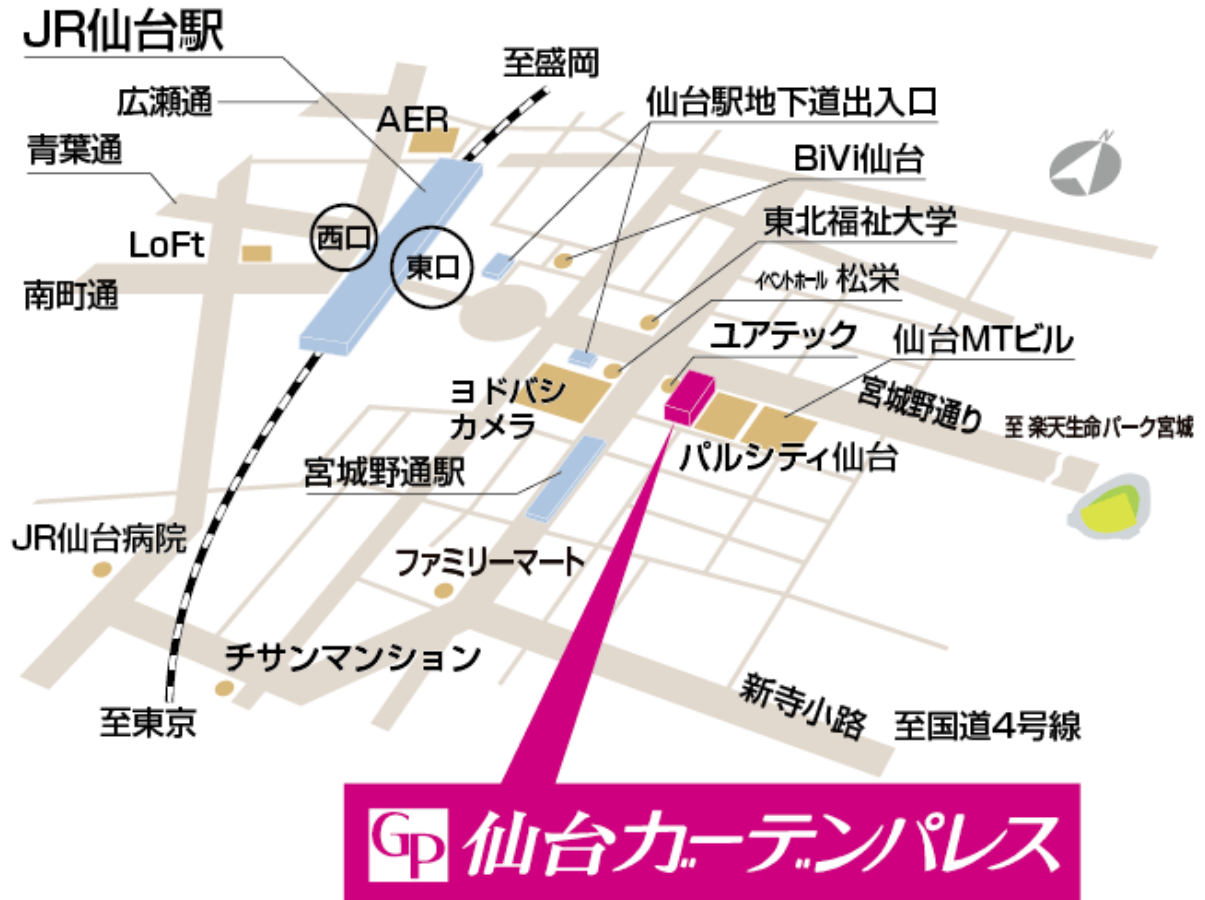 JR仙台駅
至盛岡
広瀬通
AER
仙台駅地下道出入口
青葉通
BiVi仙台
N
LoFt
西口
東口
東北福祉大学
南町通
イベントホール 松栄
ユアテック
仙台MTビル
ヨドバシ
カメラ
宮城野通り
至 楽天生命パーク宮城
パルシティ仙台
宮城野通駅
JR仙台病院
ファミリーマート
チサンマンション
新寺小路
至東京
至国道4号線
GP 仙台ガーデンパレス